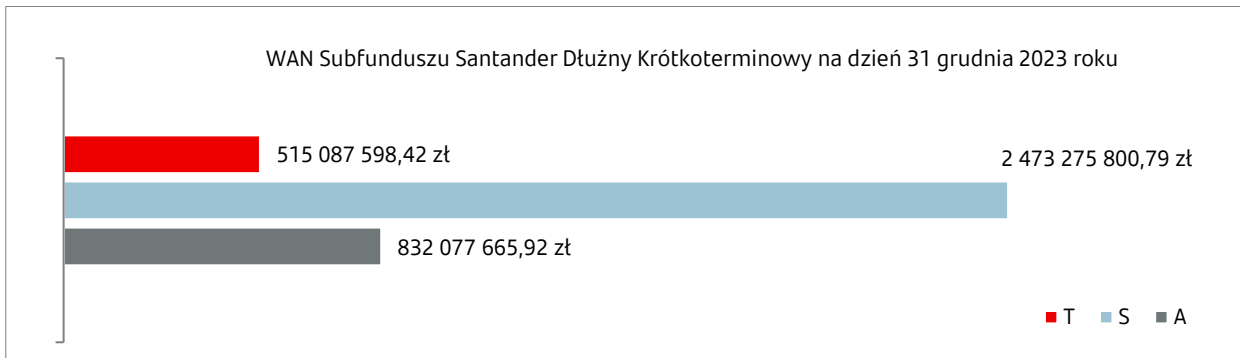 WAN Subfunduszu Santander Dłużny Krótkoterminowy na dzień 31 grudnia 2023 roku
515 087 598,42 zł
2 473 275 800,79 zł
832 077 665,92 zł
T S A